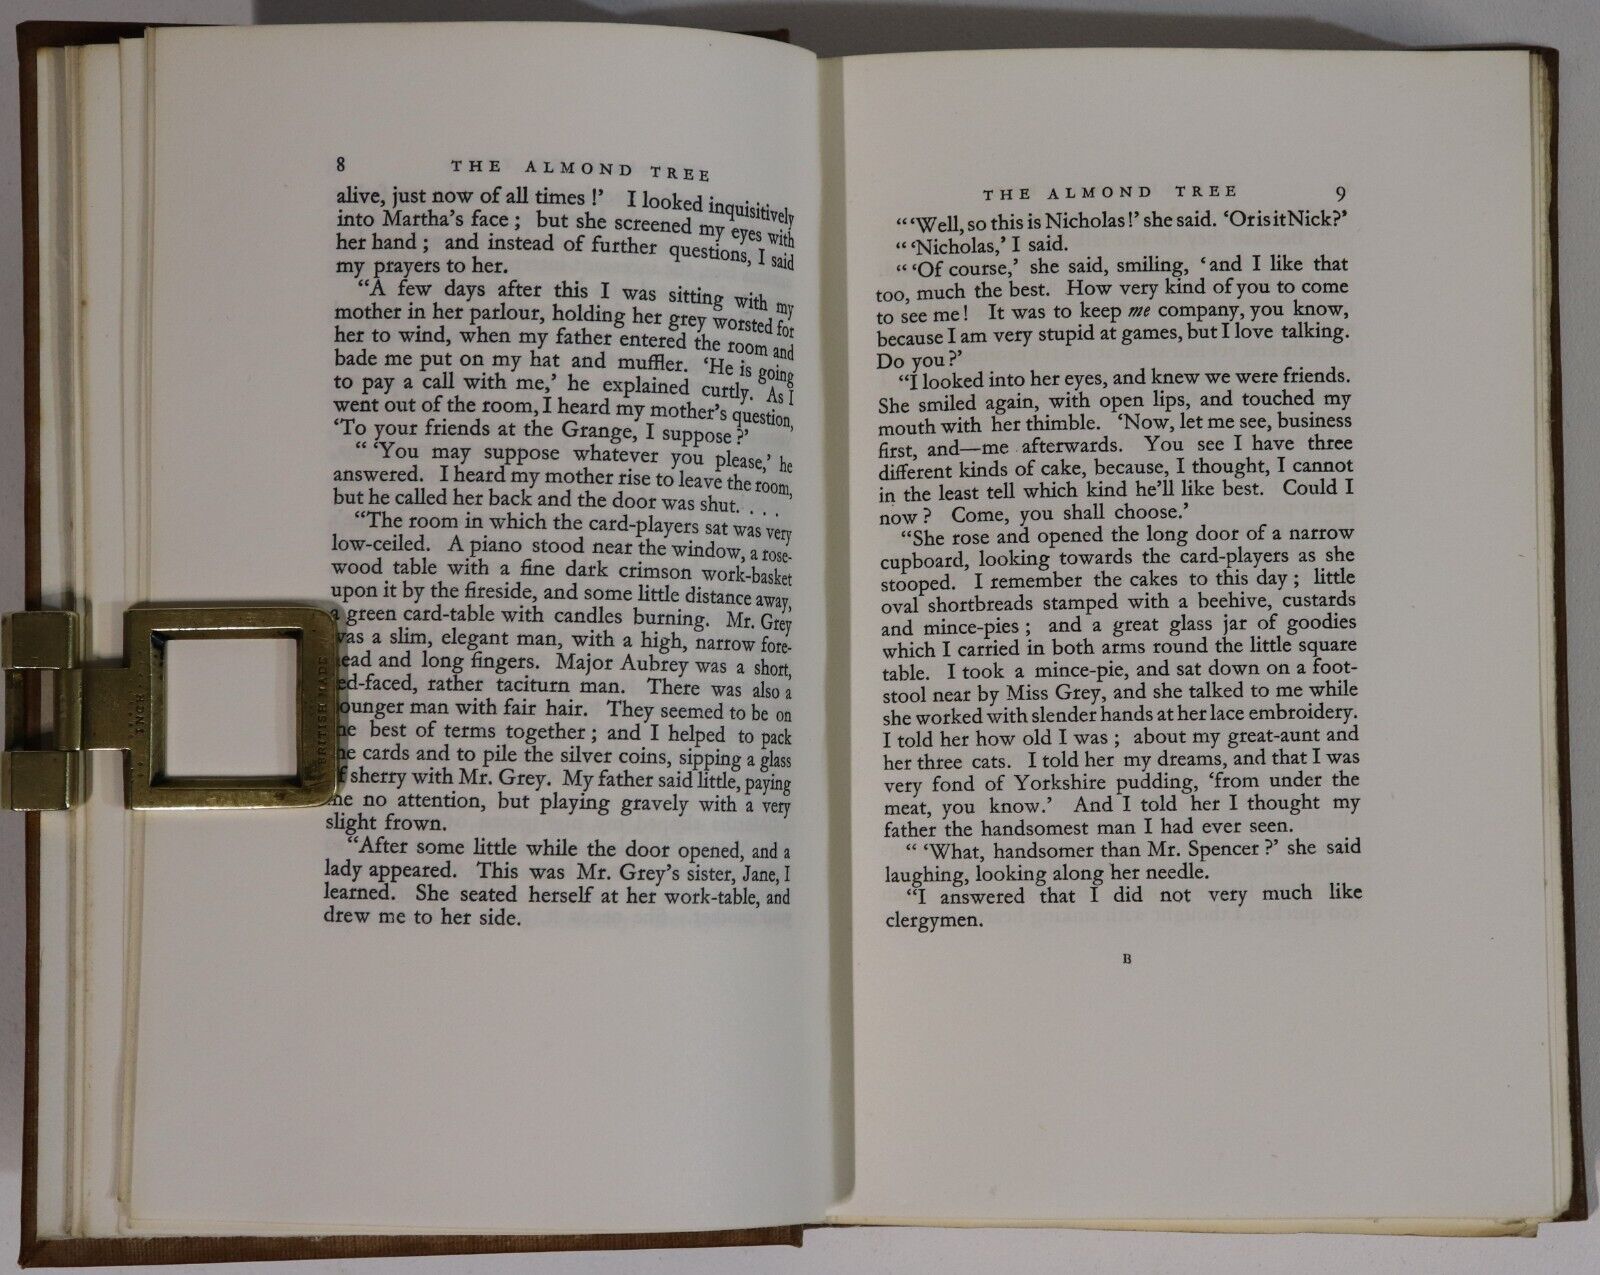 8 THE ALMOND TREE
alive, just now of all times !’ I looked inquisitively
into Martha’s face ; but she screened my eyes with
her hand ; and instead of further questions, I said
my prayers to her.
“A few days after this I was sitting with my
mother in her parlour, holding her grey worsted for
her to wind, when my father entered the room and
bade me put on my hat and muffler. ‘He is going
to pay a call with me,’ he explained curtly. As I
went out of the room, I heard my mother’s question,
‘To your friends at the Grange, I suppose ?’
“ ‘You may suppose whatever you please,’ he
answered. I heard my mother rise to leave the room,
but he called her back and the door was shut. . . .
“The room in which the card-players sat was very
low-ceiled. A piano stood near the window, a rose-
wood table with a fine dark crimson work-basket
upon it by the fireside, and some little distance away,
a green card-table with candles burning. Mr. Grey
was a slim, elegant man, with a high, narrow fore-
head and long fingers. Major Aubrey was a short,
red-faced, rather taciturn man. There was also a
younger man with fair hair. They seemed to be on
the best of terms together ; and I helped to pack
the cards and to pile the silver coins, sipping a glass
of sherry with Mr. Grey. My father said little, paying
me no attention, but playing gravely with a very
slight frown.
“After some little while the door opened, and a
lady appeared. This was Mr. Grey’s sister, Jane, I
learned. She seated herself at her work-table, and
drew me to her side.
BRITISH MADE
THE ALMOND TREE 9
“ ‘Well, so this is Nicholas!’ she said. ‘Or is it Nick?’
“ ‘Nicholas,’ I said.
“ ‘Of course,’ she said, smiling, ‘and I like that
too, much the best. How very kind of you to come
to see me ! It was to keep me company, you know,
because I am very stupid at games, but I love talking.
Do you ?’
“I looked into her eyes, and knew we were friends.
She smiled again, with open lips, and touched my
mouth with her thimble. ‘Now, let me see, business
first, and—me afterwards. You see I have three
different kinds of cake, because, I thought, I cannot
in the least tell which kind he’ll like best. Could I
now ? Come, you shall choose.’
“She rose and opened the long door of a narrow
cupboard, looking towards the card-players as she
stooped. I remember the cakes to this day ; little
oval shortbreads stamped with a beehive, custards
and mince-pies ; and a great glass jar of goodies
which I carried in both arms round the little square
table. I took a mince-pie, and sat down on a foot-
stool near by Miss Grey, and she talked to me while
she worked with slender hands at her lace embroidery.
I told her how old I was ; about my great-aunt and
her three cats. I told her my dreams, and that I was
very fond of Yorkshire pudding, ‘from under the
meat, you know.’ And I told her I thought my
father the handsomest man I had ever seen.
“ ‘What, handsomer than Mr. Spencer ?’ she said
laughing, looking along her needle.
“I answered that I did not very much like
clergymen.
B